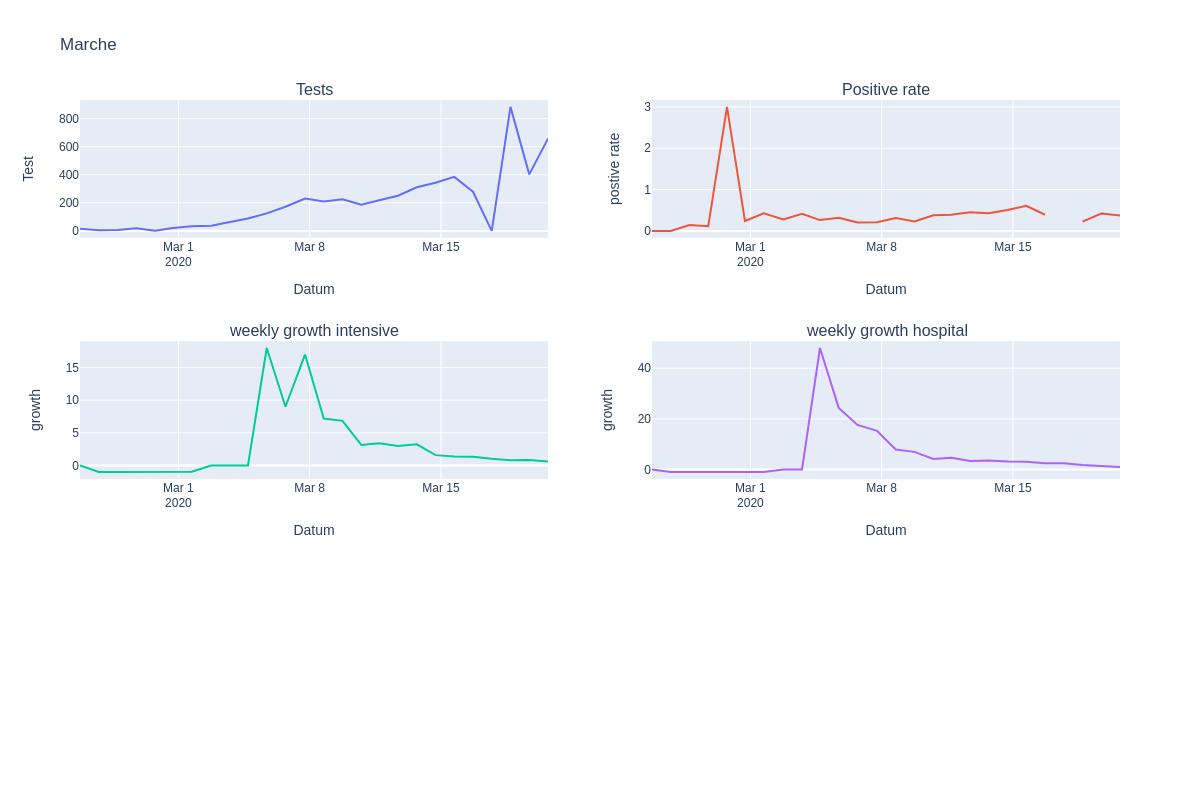 Marche
Tests
Test
800
600
400
200
0
Mar 1
2020
Mar 8
Mar 15
Datum
Positive rate
postive rate
3
2
1
0
Mar 1
2020
Mar 8
Mar 15
Datum
weekly growth intensive
growth
15
10
5
0
Mar 1
2020
Mar 8
Mar 15
Datum
weekly growth hospital
growth
40
20
0
Mar 1
2020
Mar 8
Mar 15
Datum